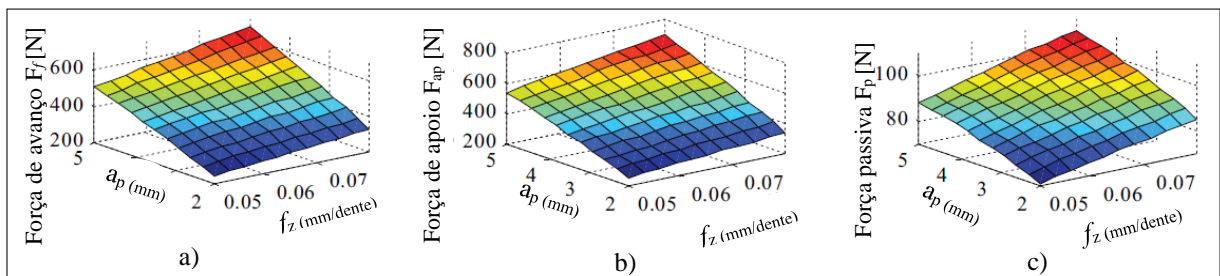 Força de avanço F_f [N]
600
400
200
5
2
a_p (mm)
0.05
0.06
0.07
f_z (mm/dente)
a)
Força de apoio F_ap [N]
800
600
400
200
5
4
3
2
a_p (mm)
0.05
0.06
0.07
f_z (mm/dente)
b)
Força passiva F_p [N]
100
80
5
4
3
2
a_p (mm)
0.05
0.06
0.07
f_z (mm/dente)
c)